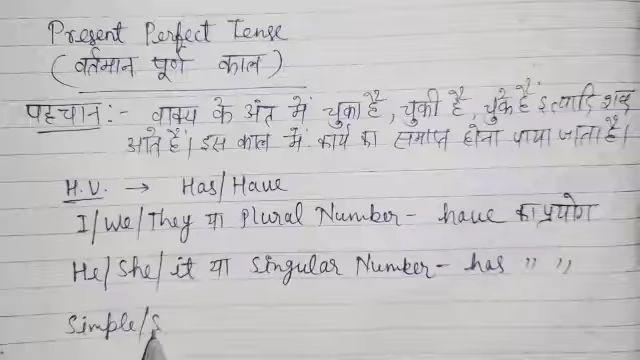 Present Perfect Tense
(वर्तमान पूर्ण काल)
पहचान:- वाक्य के अंत में चुका है, चुकी है, चुके हैं इत्यादि शब्द
आते हैं। इस काल में कार्य का समाप्त होना पाया जाता है।
H.V. → Has/Have
I/We/They या Plural Number - have का प्रयोग
He/She/it या Singular Number - has " "
Simple/S